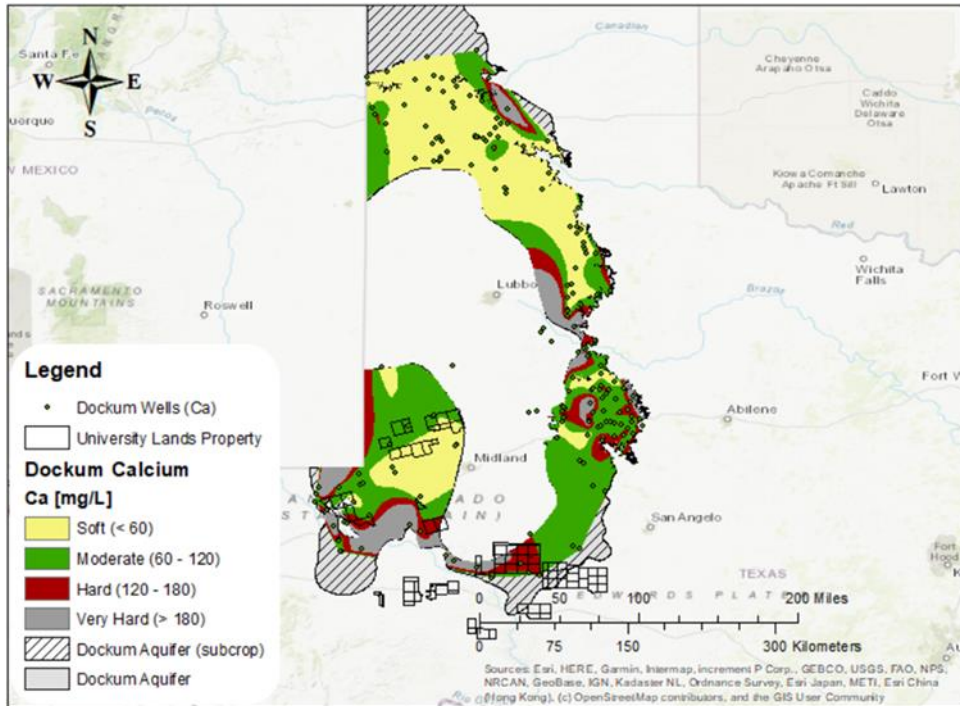 Santa Fe
N
W E
S
Canadian
Cheyenne
Arapaho Otsa
Caddo
Wichita
Delaware
Otsa
Pecos
uerque
W MEXICO
Kiowa Comanche
Apache Ft Sill
Lawton
Red
Wichita
Falls
SACRAMENTO
MOUNTAINS
Roswell
Lubbo
Brazos
Fort W
Abilene
Midland
San Angelo
TEXAS
EDWARDS PLAT
Legend
Dockum Wells (Ca)
University Lands Property
Dockum Calcium
Ca [mg/L]
Soft (< 60)
Moderate (60 - 120)
Hard (120 - 180)
Very Hard (> 180)
Dockum Aquifer (subcrop)
Dockum Aquifer
0 100 200 Miles
0 75 150 300 Kilometers
Sources: Esri, HERE, Garmin, Intermap, increment P Corp., GEBCO, USGS, FAO, NPS,
NRCAN, GeoBase, IGN, Kadaster NL, Ordnance Survey, Esri Japan, METI, Esri China
(Hong Kong), (c) OpenStreetMap contributors, and the GIS User Community